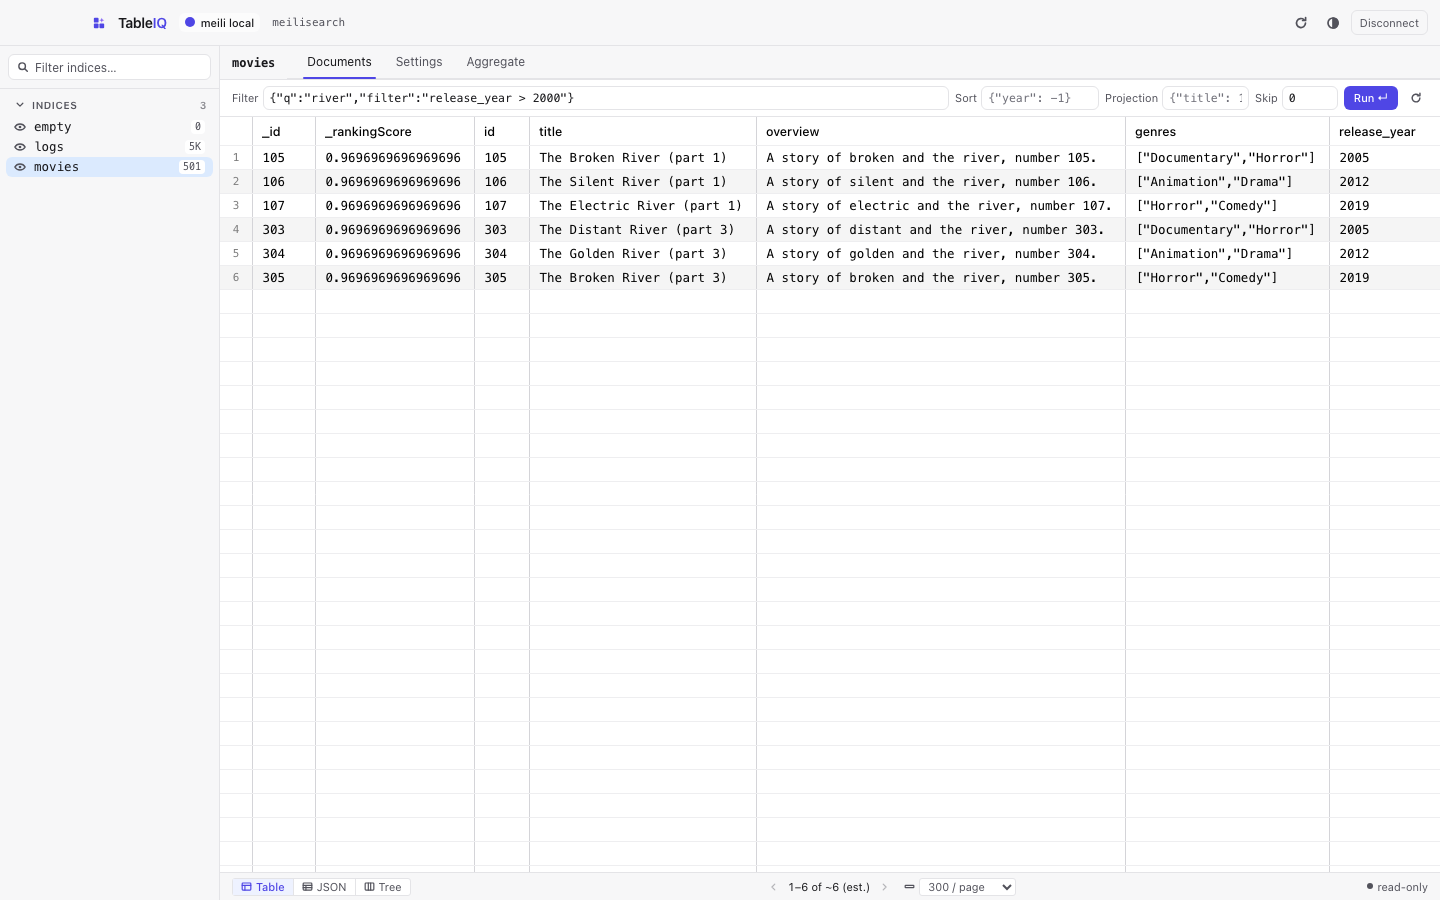 TableIQ meili local meilisearch Disconnect
Filter indices...
INDICES 3
empty 0
logs 5K
movies 501
movies Documents Settings Aggregate
Filter {"q":"river","filter":"release_year > 2000"} Sort {"year": −1} Projection {"title": 1 Skip 0 Run ↵
_id _rankingScore id title overview genres release_year
1 105 0.9696969696969696 105 The Broken River (part 1) A story of broken and the river, number 105. ["Documentary","Horror"] 2005
2 106 0.9696969696969696 106 The Silent River (part 1) A story of silent and the river, number 106. ["Animation","Drama"] 2012
3 107 0.9696969696969696 107 The Electric River (part 1) A story of electric and the river, number 107. ["Horror","Comedy"] 2019
4 303 0.9696969696969696 303 The Distant River (part 3) A story of distant and the river, number 303. ["Documentary","Horror"] 2005
5 304 0.9696969696969696 304 The Golden River (part 3) A story of golden and the river, number 304. ["Animation","Drama"] 2012
6 305 0.9696969696969696 305 The Broken River (part 3) A story of broken and the river, number 305. ["Horror","Comedy"] 2019
Table JSON Tree 1–6 of ~6 (est.) 300 / page read-only